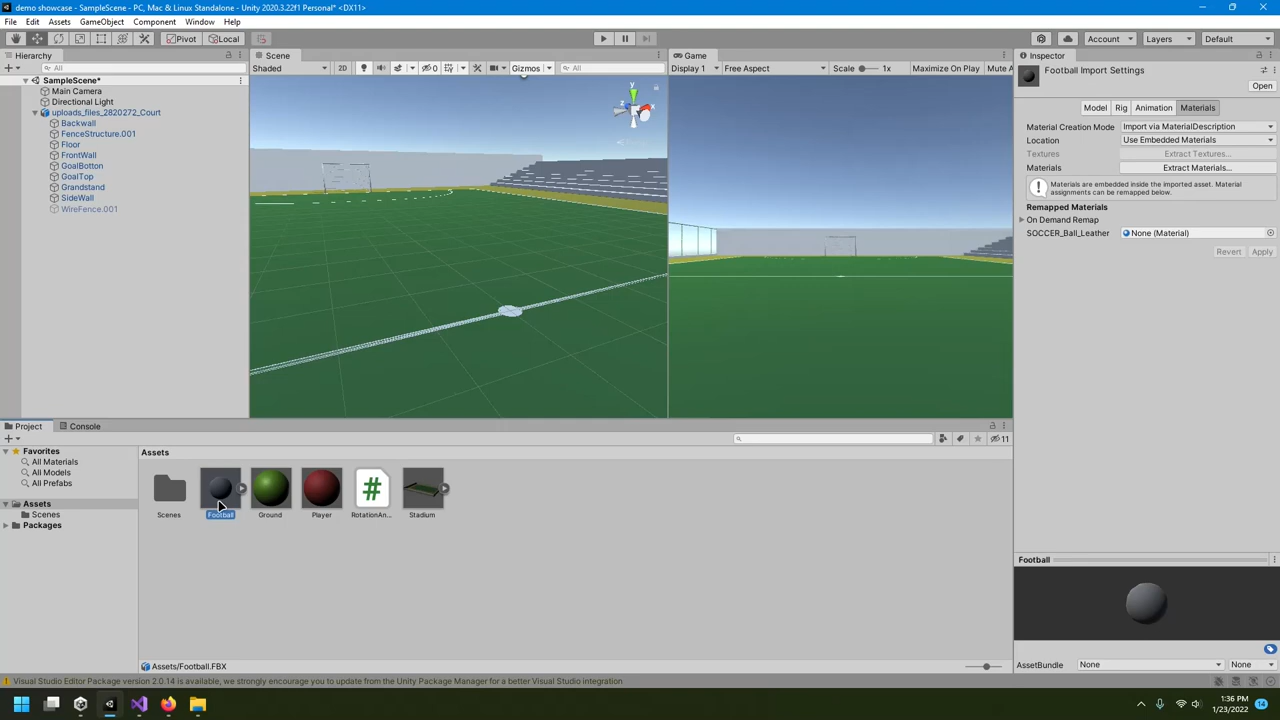 demo showcase - SampleScene - PC, Mac & Linux Standalone - Unity 2020.3.22f1 Personal* <DX11>
File Edit Assets GameObject Component Window Help
Pivot Local Account Layers Default
Hierarchy
All
SampleScene*
Main Camera
Directional Light
uploads_files_2820272_Court
Backwall
FenceStructure.001
Floor
FrontWall
GoalBotton
GoalTop
Grandstand
SideWall
WireFence.001
Scene
Shaded 2D 0 Gizmos All
y
x
z
Game
Display 1 Free Aspect Scale 1x Maximize On Play Mute A
Inspector
Football Import Settings
Open
Model Rig Animation Materials
Material Creation Mode Import via MaterialDescription
Location Use Embedded Materials
Textures Extract Textures...
Materials Extract Materials...
Materials are embedded inside the imported asset. Material
assignments can be remapped below.
Remapped Materials
On Demand Remap
SOCCER_Ball_Leather None (Material)
Revert Apply
Project Console
11
Favorites
All Materials
All Models
All Prefabs
Assets
Scenes
Packages
Assets
Scenes Football Ground Player RotationAn... Stadium
Assets/Football.FBX
Football
AssetBundle None None
Visual Studio Editor Package version 2.0.14 is available, we strongly encourage you to update from the Unity Package Manager for a better Visual Studio integration
1:36 PM
1/23/2022
14